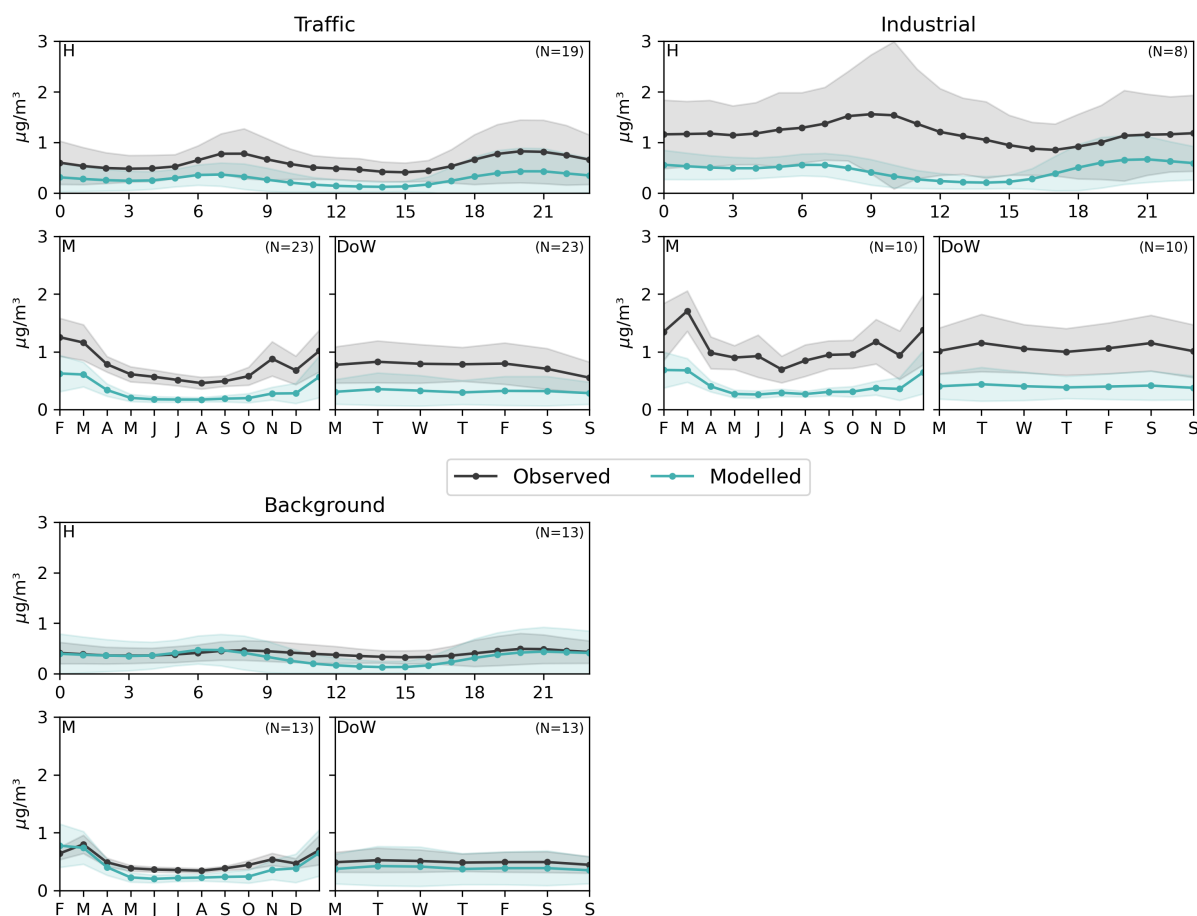 Traffic
H
(N=19)
3
2
1
0
μg/m³
0 3 6 9 12 15 18 21
M
(N=23)
3
2
1
0
μg/m³
F M A M J J A S O N D
DoW
(N=23)
M T W T F S S
Industrial
H
(N=8)
3
2
1
0
μg/m³
0 3 6 9 12 15 18 21
M
(N=10)
3
2
1
0
μg/m³
F M A M J J A S O N D
DoW
(N=10)
M T W T F S S
Observed
Modelled
Background
H
(N=13)
3
2
1
0
μg/m³
0 3 6 9 12 15 18 21
M
(N=13)
3
2
1
0
μg/m³
F M A M J J A S O N D
DoW
(N=13)
M T W T F S S